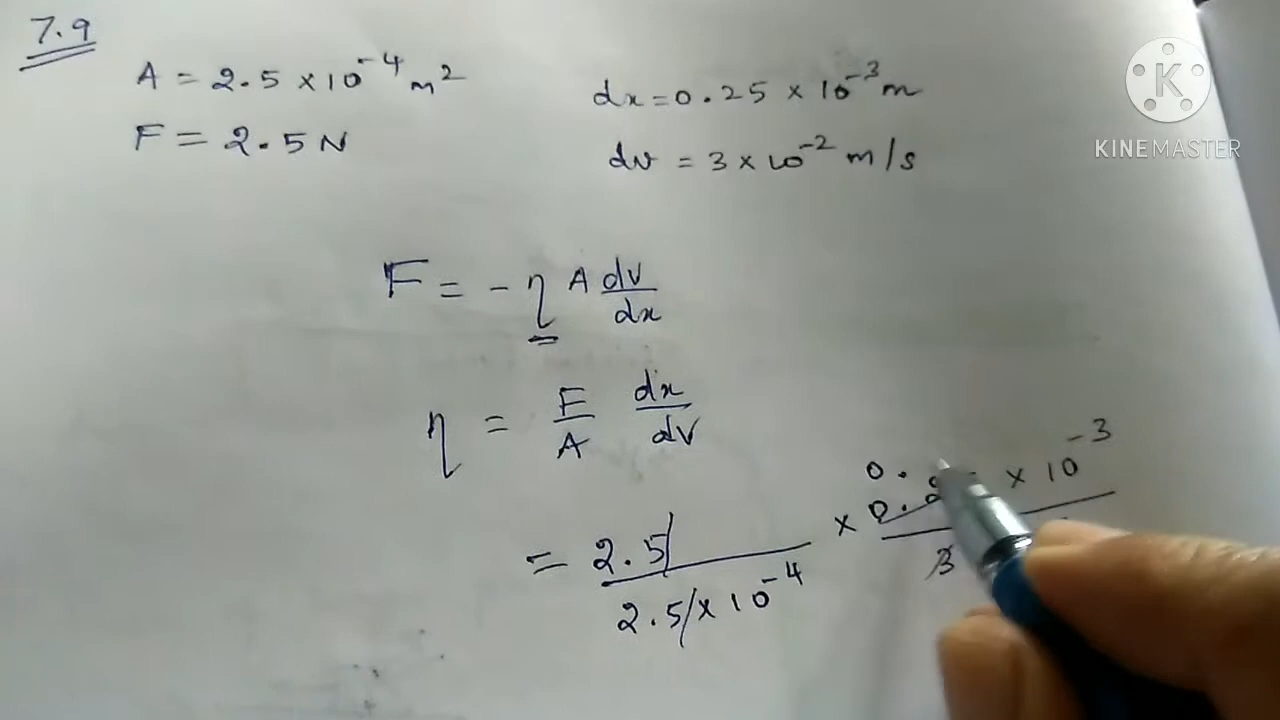 7.9
A = 2.5 × 10⁻⁴ m²
dx = 0.25 × 10⁻³ m
F = 2.5 N
dv = 3 × 10⁻² m/s
KINEMASTER
F = - η A dv/dx
η = F/A dx/dv
= 2.5 / 2.5 × 10⁻⁴ × 0. × 10⁻³ / 3